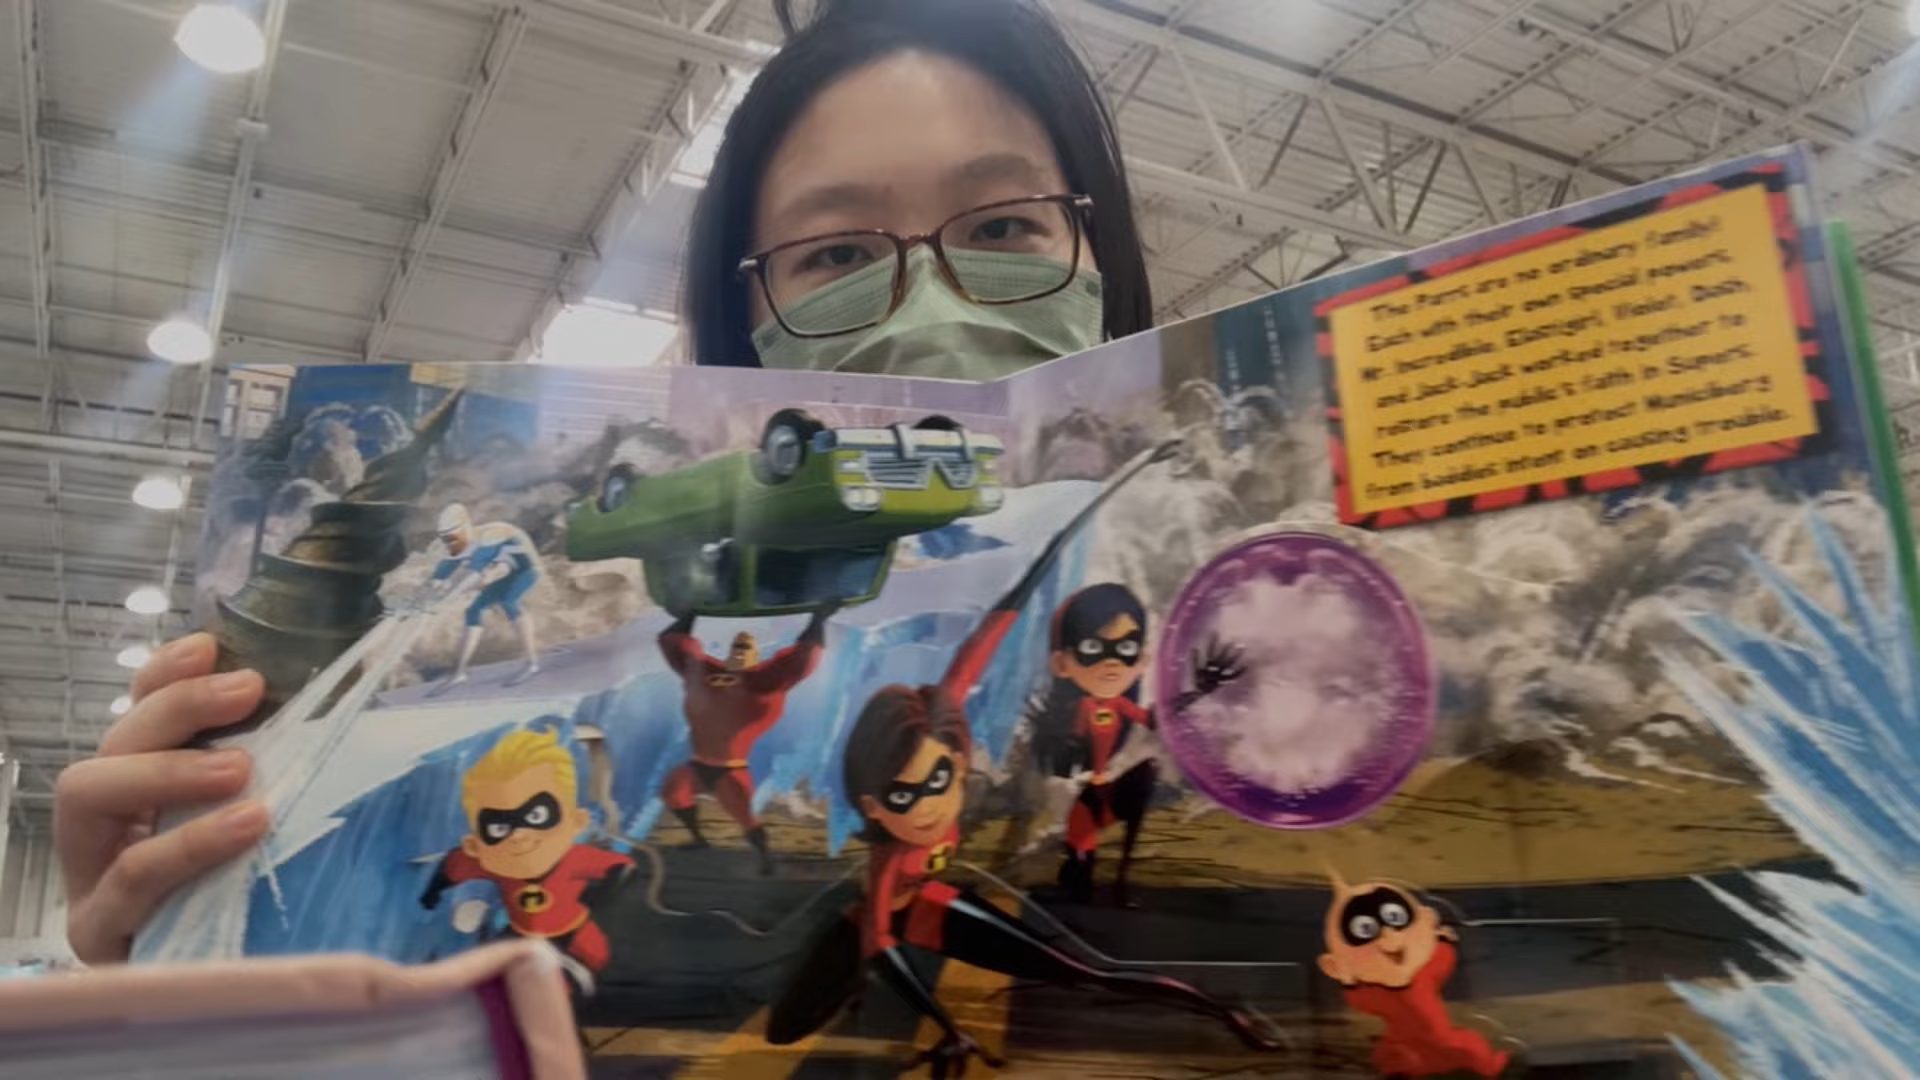 The Parrs are no ordinary family!
Each with their own special powers,
Mr. Incredible, Elastigirl, Violet, Dash,
and Jack-Jack worked together to
restore the public's faith in Supers.
They continue to protect Municiberg
from baddies intent on causing trouble.